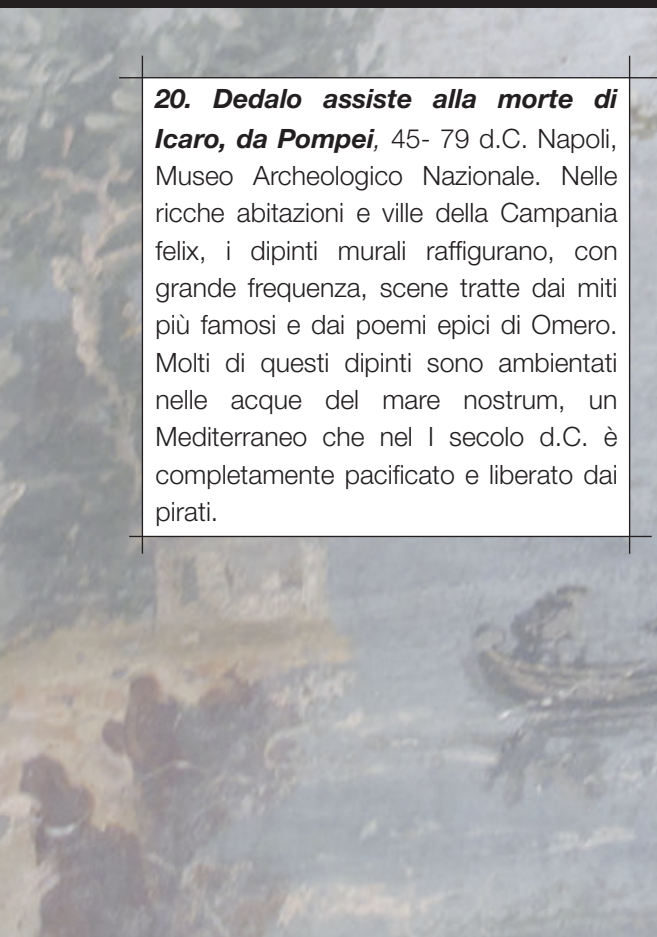 20. Dedalo assiste alla morte di
Icaro, da Pompei, 45- 79 d.C. Napoli,
Museo Archeologico Nazionale. Nelle
ricche abitazioni e ville della Campania
felix, i dipinti murali raffigurano, con
grande frequenza, scene tratte dai miti
più famosi e dai poemi epici di Omero.
Molti di questi dipinti sono ambientati
nelle acque del mare nostrum, un
Mediterraneo che nel I secolo d.C. è
completamente pacificato e liberato dai
pirati.